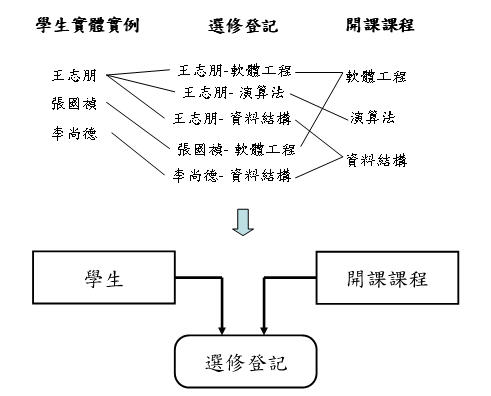 學生實體實例 選修登記 開課課程
王志朋 王志朋-軟體工程 軟體工程
王志朋- 演算法
張國禎 王志朋- 資料結構 演算法
李尚德 張國禎- 軟體工程 資料結構
李尚德- 資料結構
學生 開課課程
選修登記